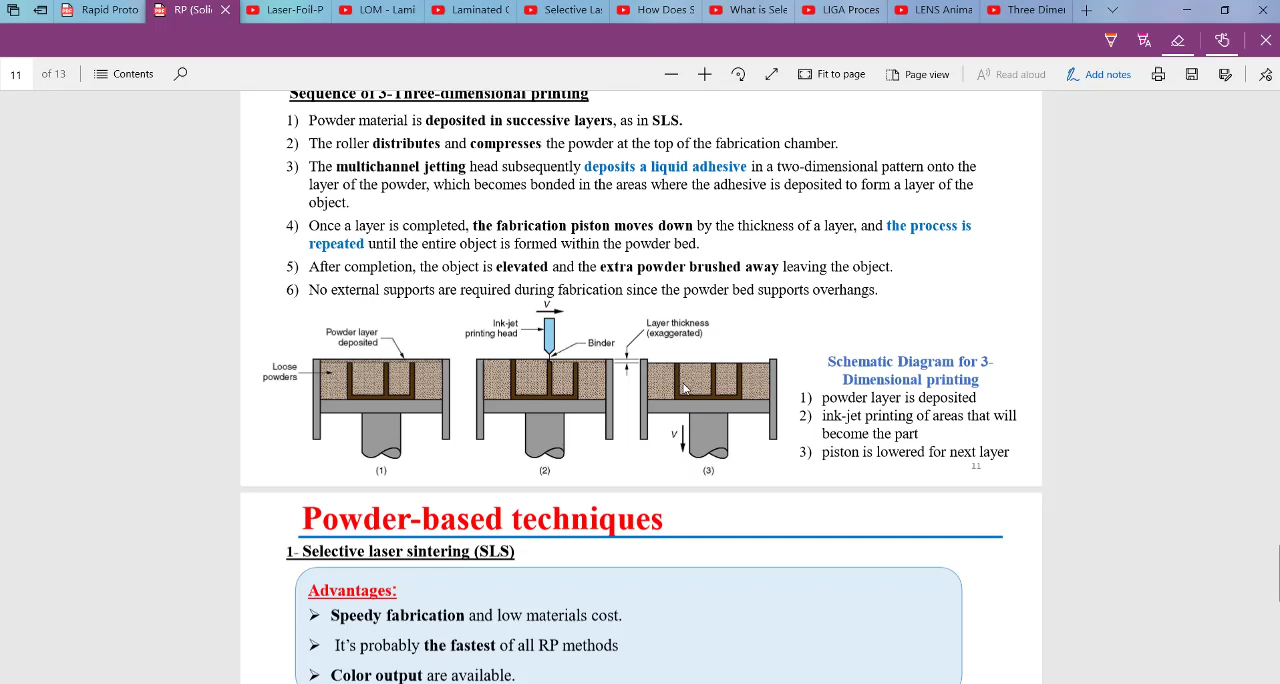 Rapid Proto
RP (Soli
Laser-Foil-P
LOM - Lami
Laminated C
Selective La
How Does S
What is Sele
LIGA Proces
LENS Anima
Three Dime
11 of 13
Contents
Fit to page
Page view
Read aloud
Add notes
Sequence of 3-Three-dimensional printing
1) Powder material is deposited in successive layers, as in SLS.
2) The roller distributes and compresses the powder at the top of the fabrication chamber.
3) The multichannel jetting head subsequently deposits a liquid adhesive in a two-dimensional pattern onto the
layer of the powder, which becomes bonded in the areas where the adhesive is deposited to form a layer of the
object.
4) Once a layer is completed, the fabrication piston moves down by the thickness of a layer, and the process is
repeated until the entire object is formed within the powder bed.
5) After completion, the object is elevated and the extra powder brushed away leaving the object.
6) No external supports are required during fabrication since the powder bed supports overhangs.
Powder layer
deposited
Loose
powders
(1)
V
Ink-jet
printing head
Binder
(2)
Layer thickness
(exaggerated)
V
(3)
Schematic Diagram for 3-
Dimensional printing
1) powder layer is deposited
2) ink-jet printing of areas that will
become the part
3) piston is lowered for next layer
11
Powder-based techniques
1- Selective laser sintering (SLS)
Advantages:
➢ Speedy fabrication and low materials cost.
➢ It's probably the fastest of all RP methods
➢ Color output are available.